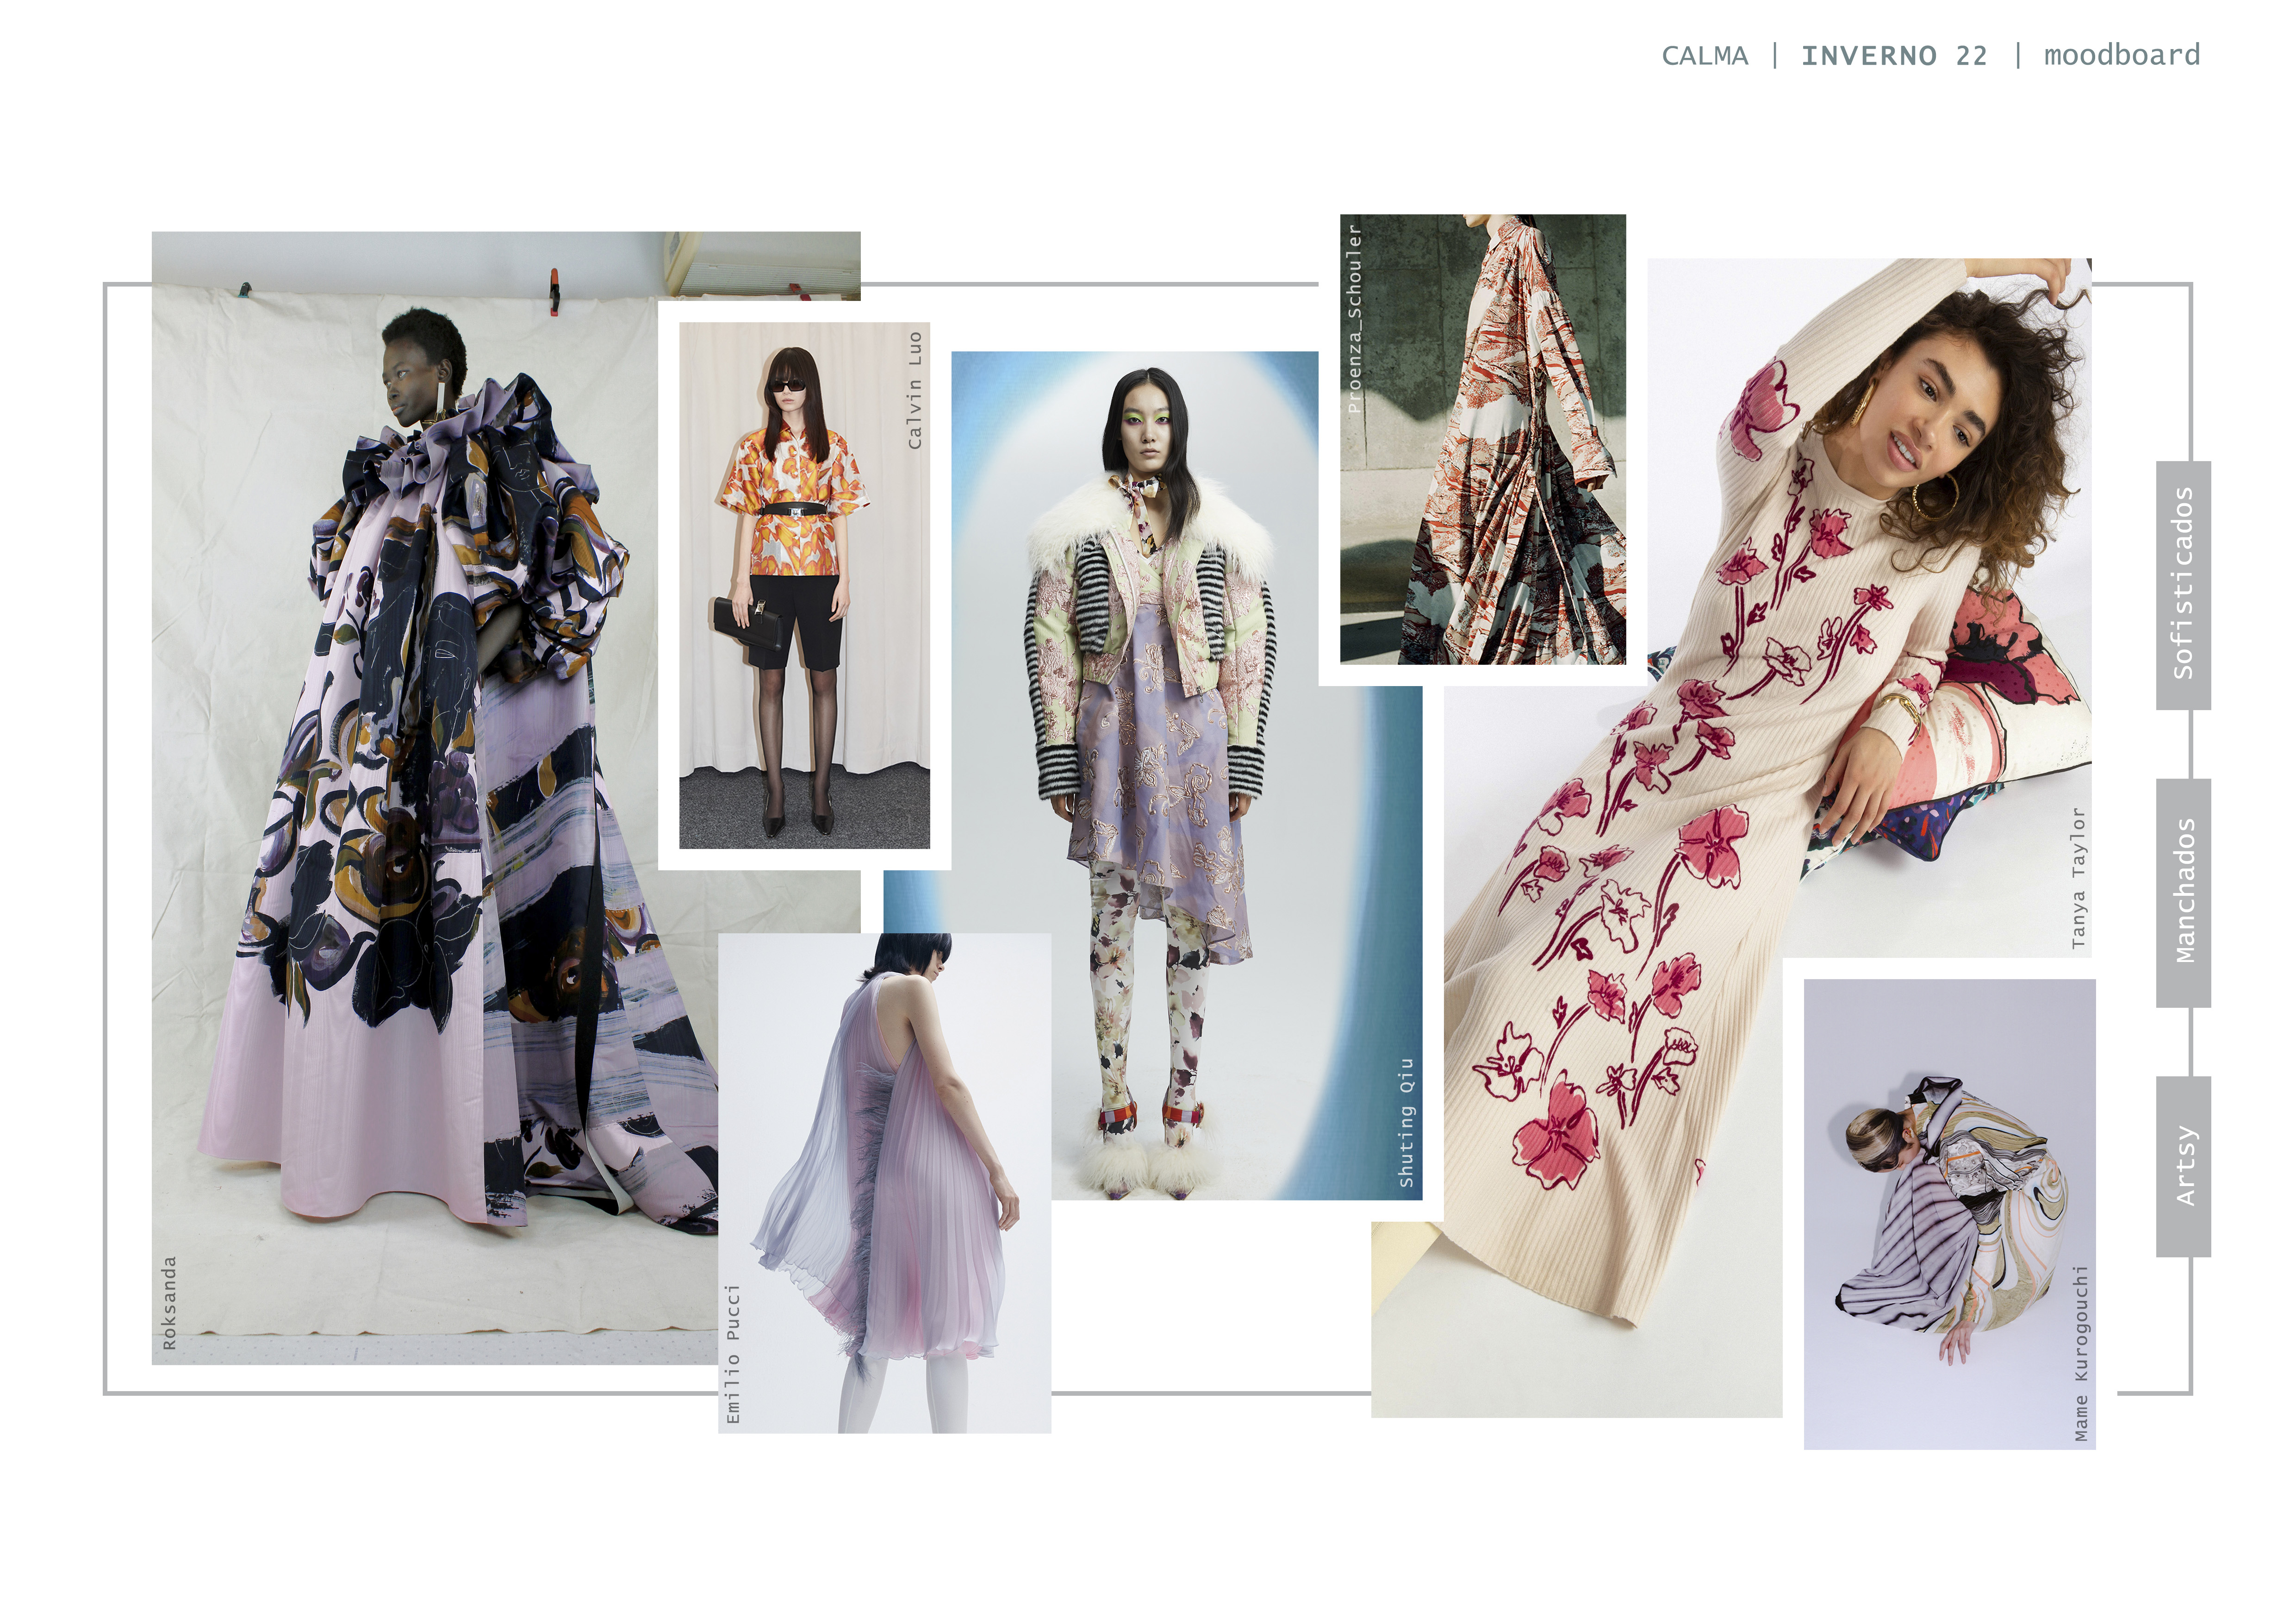 CALMA | INVERNO 22 | moodboard
Roksanda
Calvin Luo
Emilio Pucci
Shuting Qiu
Proenza_Schouler
Tanya Taylor
Mame Kurogouchi
Sofisticados
Manchados
Artsy